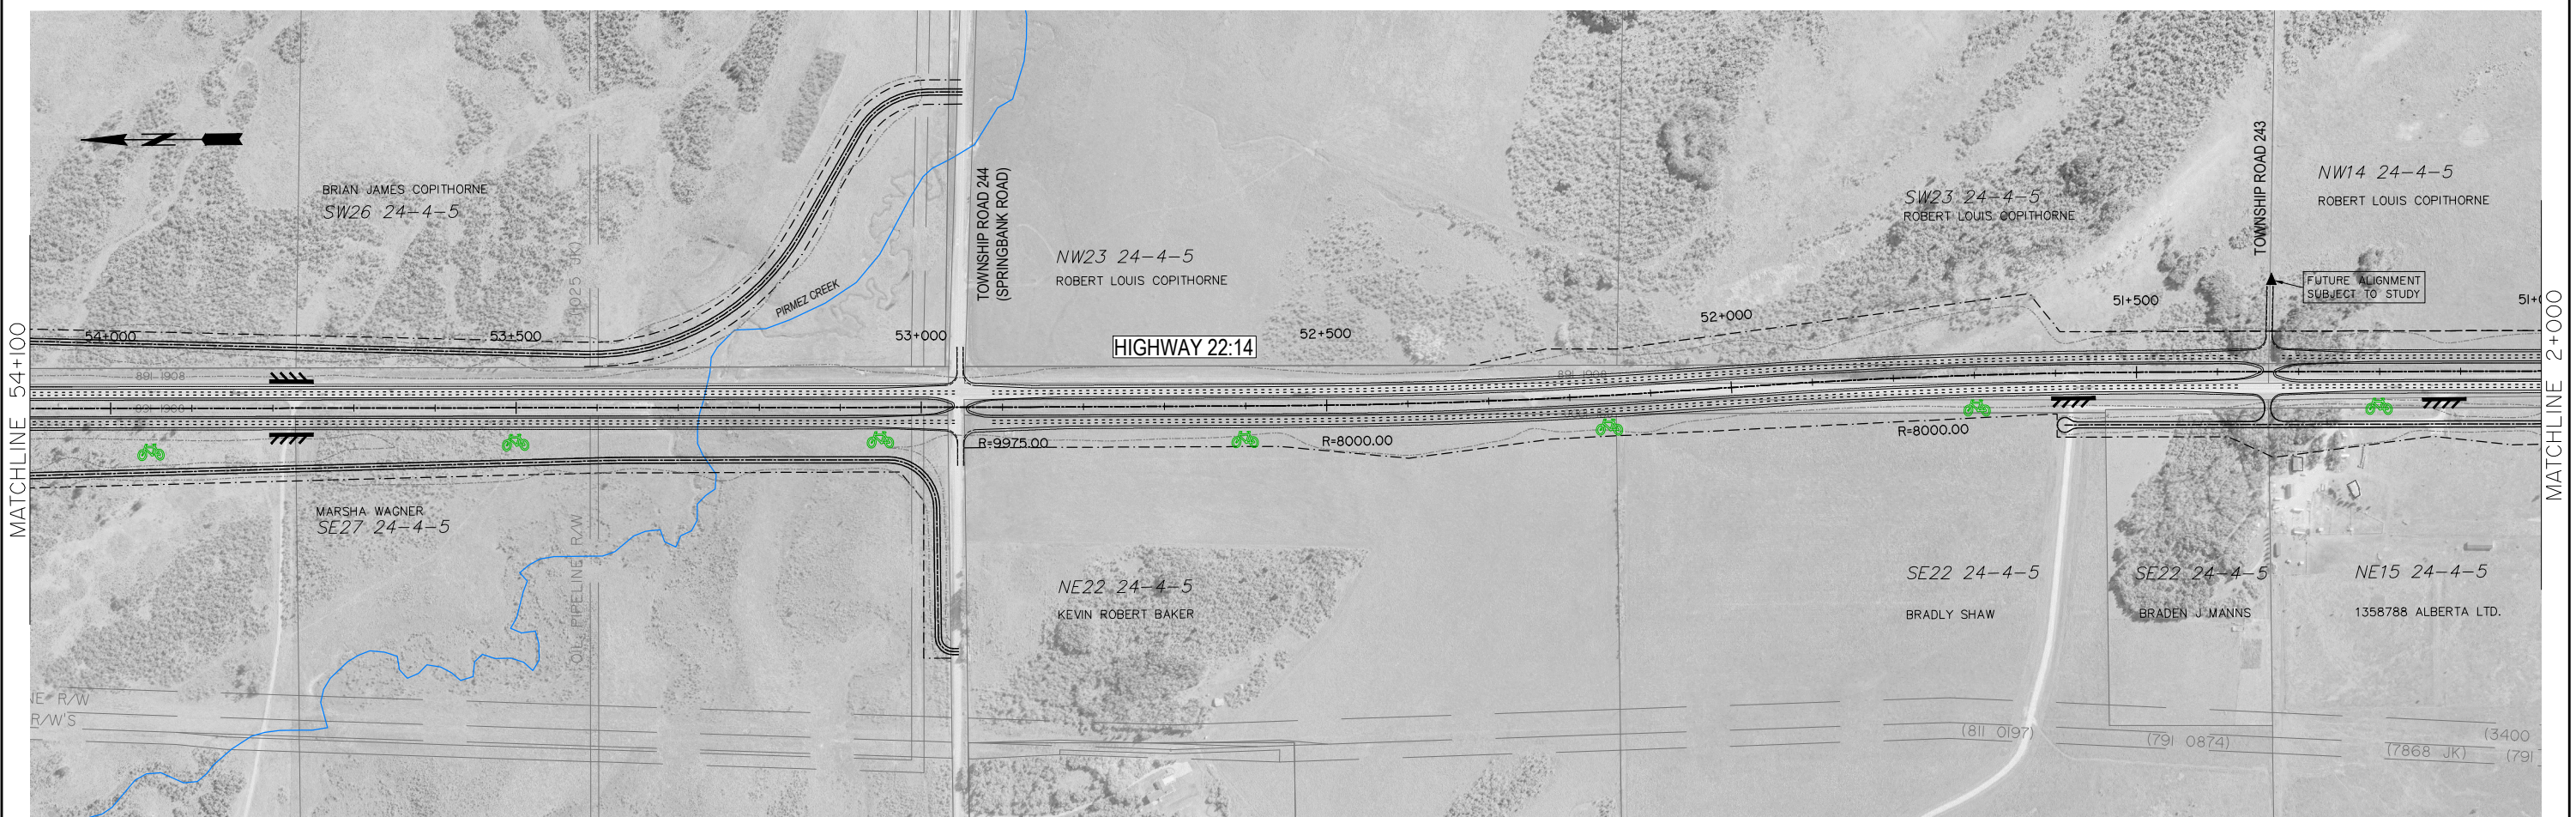 MATCHLINE 54+100
BRIAN JAMES COPITHORNE
SW26 24-4-5
PIRMEZ CREEK
TOWNSHIP ROAD 244
(SPRINGBANK ROAD)
NW23 24-4-5
ROBERT LOUIS COPITHORNE
SW23 24-4-5
ROBERT LOUIS COPITHORNE
TOWNSHIP ROAD 243
NW14 24-4-5
ROBERT LOUIS COPITHORNE
FUTURE ALIGNMENT
SUBJECT TO STUDY
54+000
53+500
53+000
HIGHWAY 22:14
52+500
52+000
51+500
891 1908
891 1908
R=9975.00
R=8000.00
R=8000.00
MARSHA WAGNER
SE27 24-4-5
OIL PIPELINE R/W
NE22 24-4-5
KEVIN ROBERT BAKER
SE22 24-4-5
BRADLY SHAW
SE22 24-4-5
BRADEN J MANNS
NE15 24-4-5
1358788 ALBERTA LTD.
R/W
R/W'S
(811 0197)
(791 0874)
(7868 JK)
(3400
(791
MATCHLINE 2+000